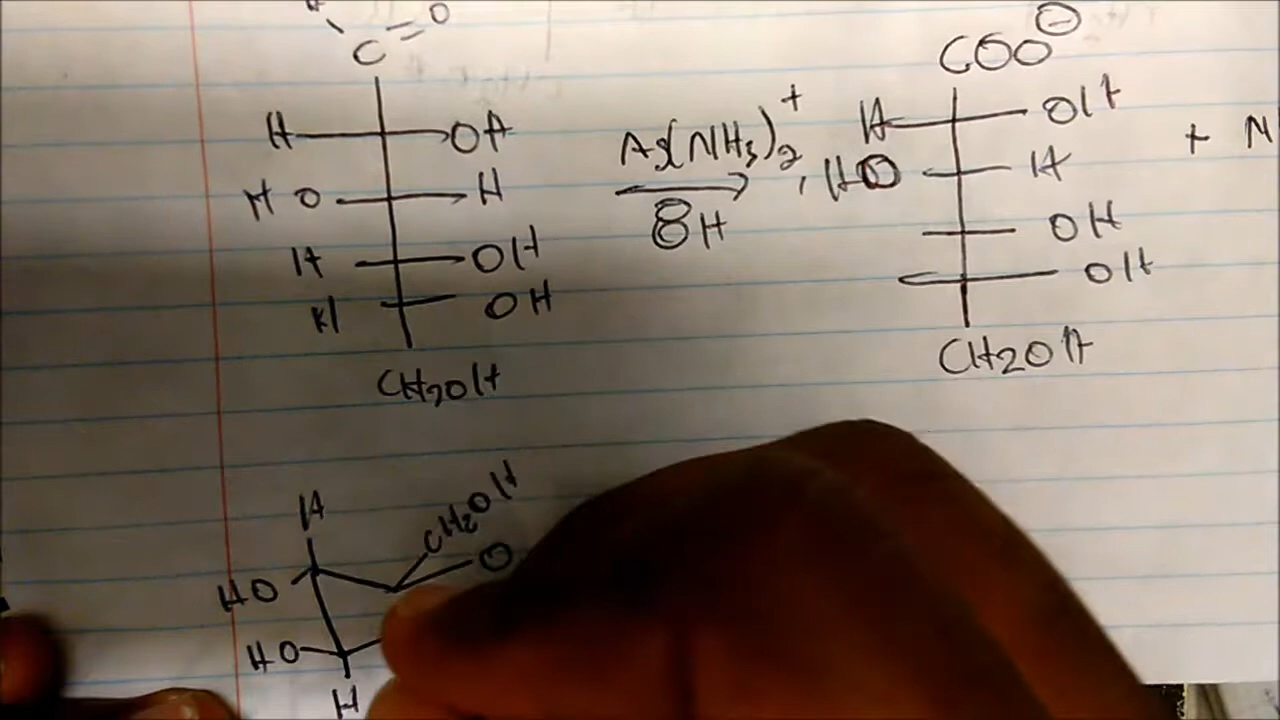 H C = O
COO⊖
H OH
HO H
H OH
H OH
CH2OH
Ag(NH3)2+
, OH
H OH
HO H
OH
OH
CH2OH
+ N
H
CH2OH
HO O
HO
H